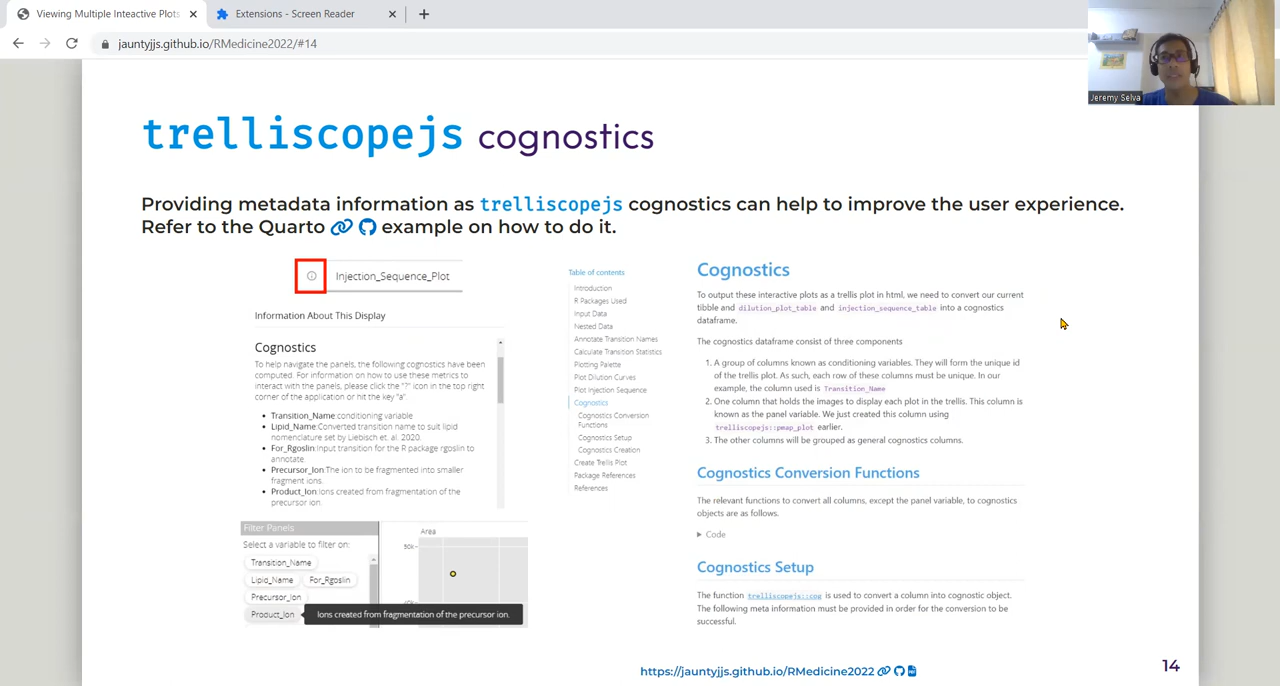 Viewing Multiple Inteactive Plots
Extensions - Screen Reader
jauntyjjs.github.io/RMedicine2022/#14
Jeremy Selva
trelliscopejs cognostics
Providing metadata information as trelliscopejs cognostics can help to improve the user experience.
Refer to the Quarto example on how to do it.
Injection_Sequence_Plot
Information About This Display
Cognostics
To help navigate the panels, the following cognostics have been
computed. For information on how to use these metrics to
interact with the panels, please click the "?" icon in the top right
corner of the application or hit the key "a".
Transition_Name:conditioning variable
Lipid_Name:Converted transition name to suit lipid
nomenclature set by Liebisch et. al. 2020.
For_Rgoslin:Input transition for the R package rgoslin to
annotate.
Precursor_Ion:The ion to be fragmented into smaller
fragment ions.
Product_Ion:Ions created from fragmentation of the
precursor ion.
Filter Panels
Select a variable to filter on:
Transition_Name
Lipid_Name For_Rgoslin
Precursor_Ion
Product_Ion
Ions created from fragmentation of the precursor ion.
Area
50k
Table of contents
Introduction
R Packages Used
Input Data
Nested Data
Annotate Transition Names
Calculate Transition Statistics
Plotting Palette
Plot Dilution Curves
Plot Injection Sequence
Cognostics
Cognostics Conversion
Functions
Cognostics Setup
Cognostics Creation
Create Trellis Plot
Package References
References
Cognostics
To output these interactive plots as a trellis plot in html, we need to convert our current
tibble and dilution_plot_table and injection_sequence_table into a cognostics
dataframe.
The cognostics dataframe consist of three components
1. A group of columns known as conditioning variables. They will form the unique id
of the trellis plot. As such, each row of these columns must be unique. In our
example, the column used is Transition_Name
2. One column that holds the images to display each plot in the trellis. This column is
known as the panel variable. We just created this column using
trelliscopejs::pmap_plot earlier.
3. The other columns will be grouped as general cognostics columns.
Cognostics Conversion Functions
The relevant functions to convert all columns, except the panel variable, to cognostics
objects are as follows.
Code
Cognostics Setup
The function trelliscopejs::cog is used to convert a column into cognostic object.
The following meta information must be provided in order for the conversion to be
successful.
https://jauntyjjs.github.io/RMedicine2022
14